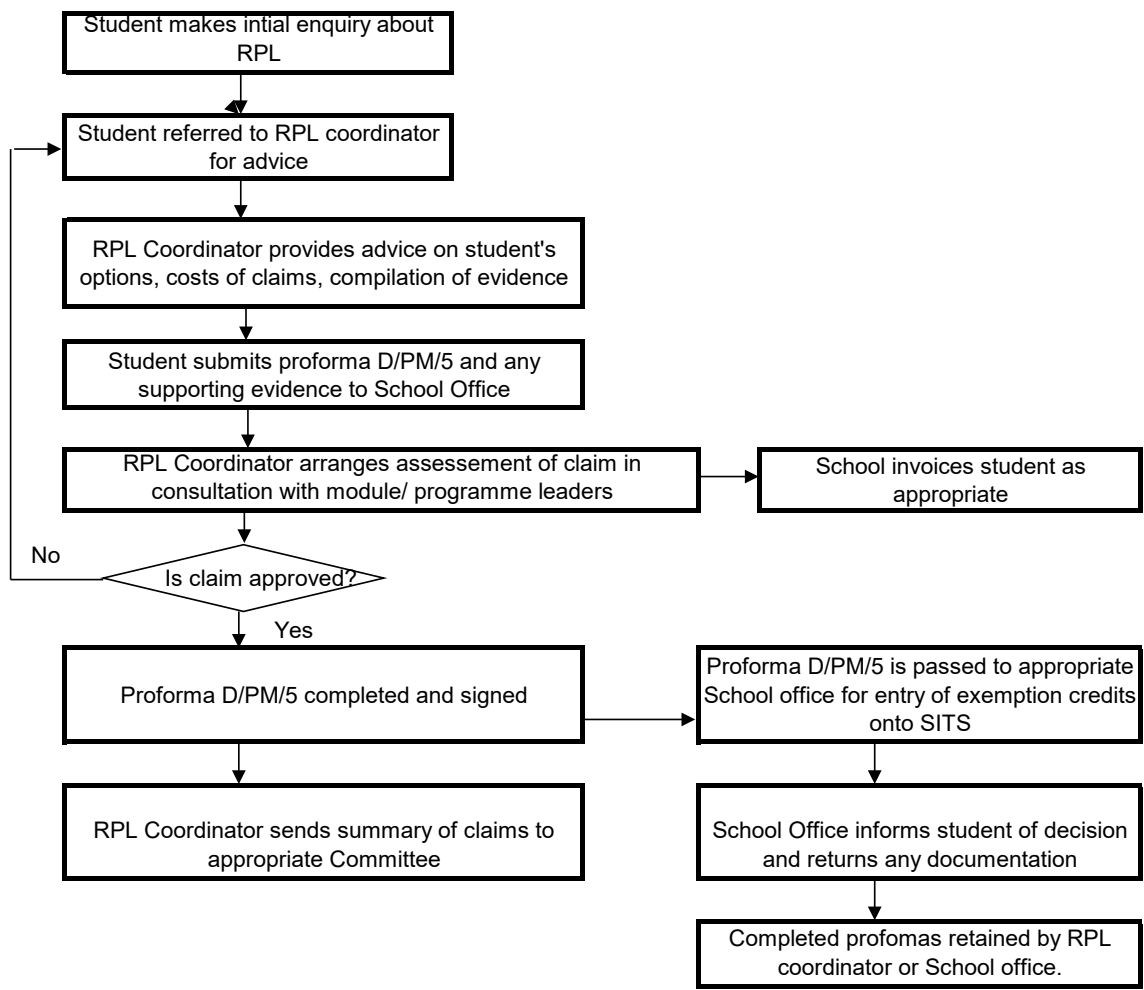 Student makes intial enquiry about
RPL
Student referred to RPL coordinator
for advice
RPL Coordinator provides advice on student's
options, costs of claims, compilation of evidence
Student submits proforma D/PM/5 and any
supporting evidence to School Office
RPL Coordinator arranges assessement of claim in
consultation with module/ programme leaders
School invoices student as
appropriate
No
Is claim approved?
Yes
Proforma D/PM/5 completed and signed
Proforma D/PM/5 is passed to appropriate
School office for entry of exemption credits
onto SITS
RPL Coordinator sends summary of claims to
appropriate Committee
School Office informs student of decision
and returns any documentation
Completed profomas retained by RPL
coordinator or School office.